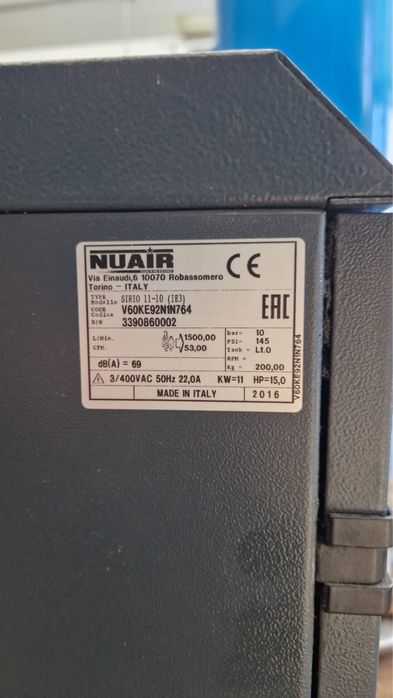 NUAIR
Via Einaudi,6 10070 Robassomero
Torino - ITALY
CE
TYPE
Modello SIRIO 11-10 (IE3)
CODE
Codice V60KE92N1N764
S/N 3390860002
EAC
L/Min. 1500,00
CFM. 53,00
bar= 10
PSI= 145
Tank = Lt.0
RPM =
Kg = 200,00
dB(A) = 69
3/400VAC 50Hz 22,0A KW=11 HP=15,0
MADE IN ITALY 2016
V60KE92N1N764